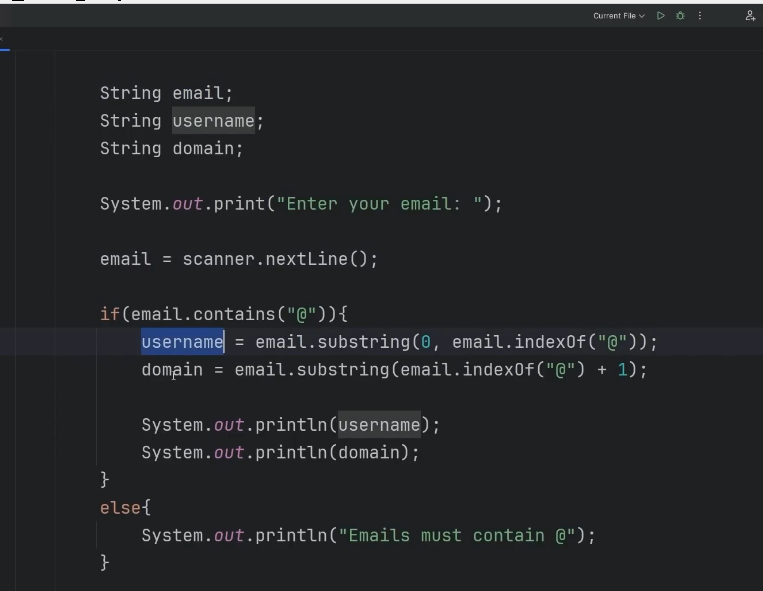 Current File
String email;
String username;
String domain;
System.out.print("Enter your email: ");
email = scanner.nextLine();
if(email.contains("@")){
username = email.substring(0, email.indexOf("@"));
domain = email.substring(email.indexOf("@") + 1);
System.out.println(username);
System.out.println(domain);
}
else{
System.out.println("Emails must contain @");
}